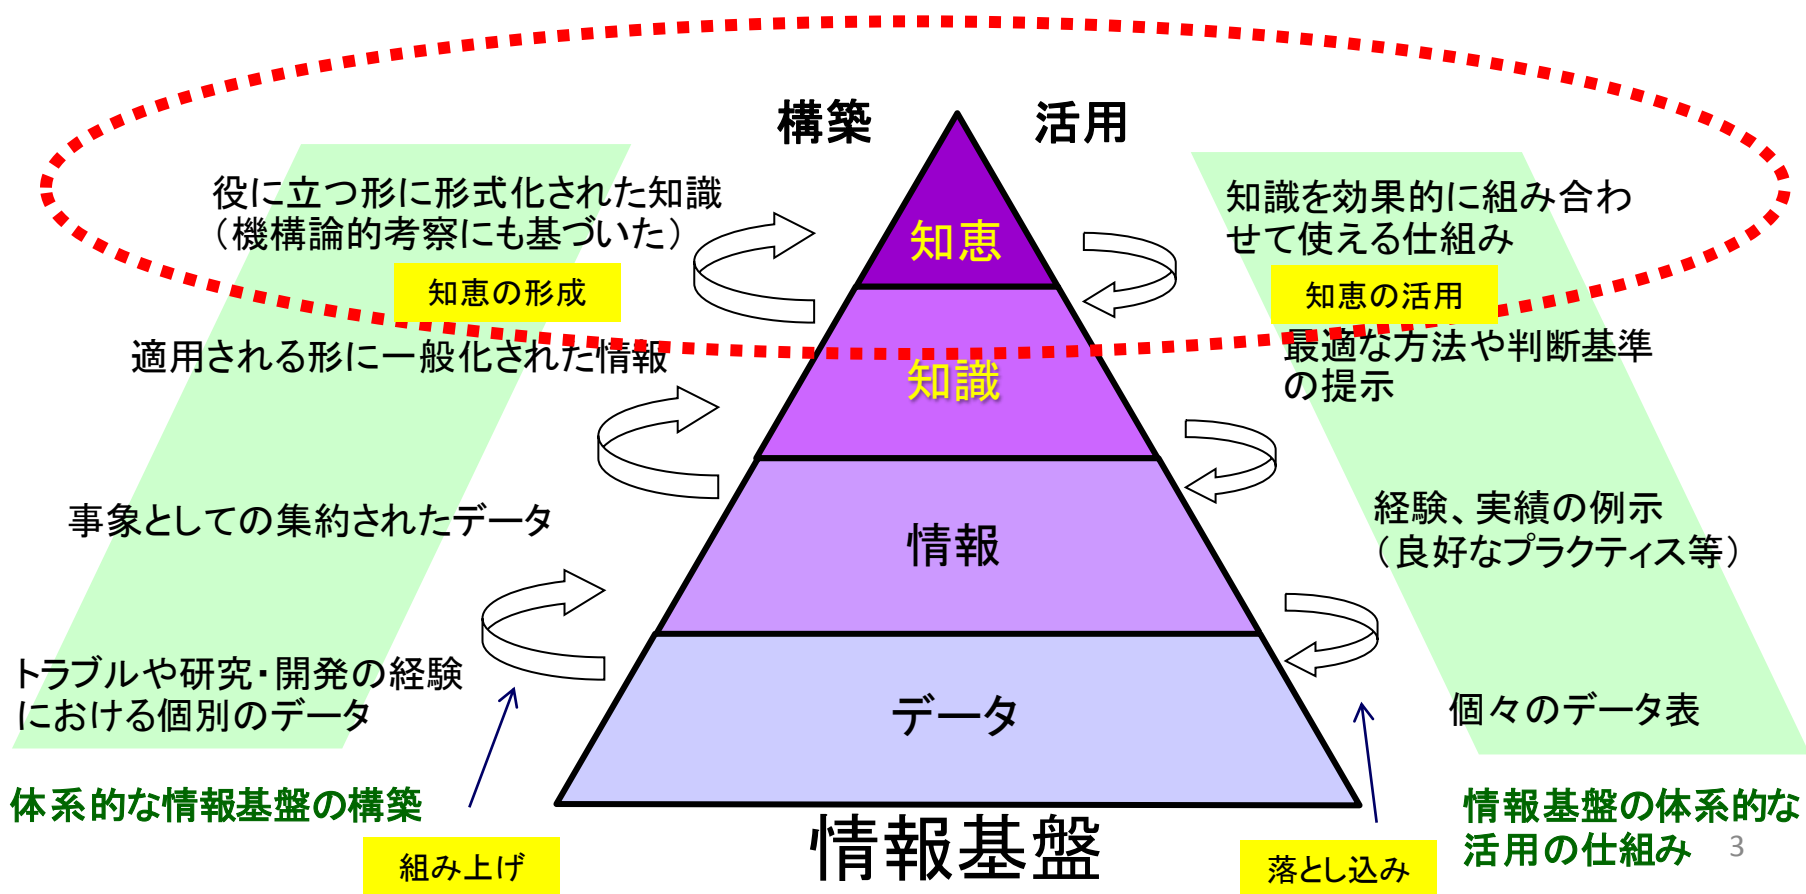 構築
活用
役に立つ形に形式化された知識
（機構論的考察にも基づいた）
知恵の形成
知恵
知識を効果的に組み合わ
せて使える仕組み
知恵の活用
適用される形に一般化された情報
知識
最適な方法や判断基準
の提示
事象としての集約されたデータ
情報
経験、実績の例示
（良好なプラクティス等）
トラブルや研究・開発の経験
における個別のデータ
データ
個々のデータ表
体系的な情報基盤の構築
組み上げ
情報基盤
落とし込み
情報基盤の体系的な
活用の仕組み
3